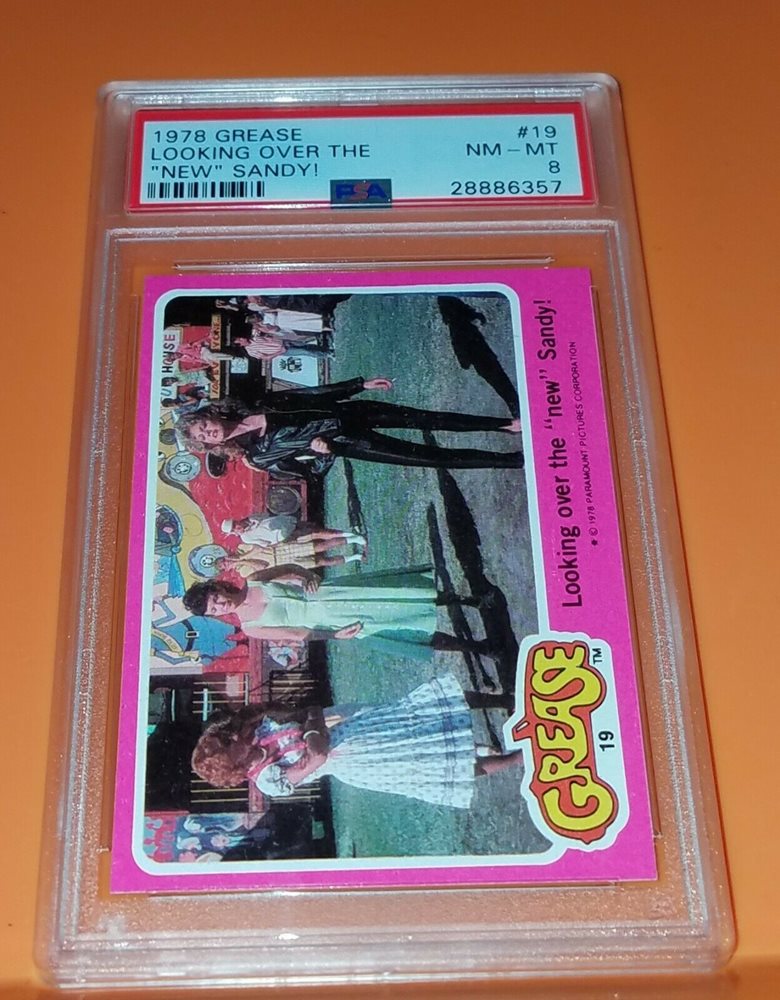 1978 GREASE
#19
LOOKING OVER THE
NM - MT
"NEW" SANDY!
8
PSA
28886357
Looking over the "new" Sandy!
* © 1978 PARAMOUNT PICTURES CORPORATION
GREASE
TM
19
HOUSE